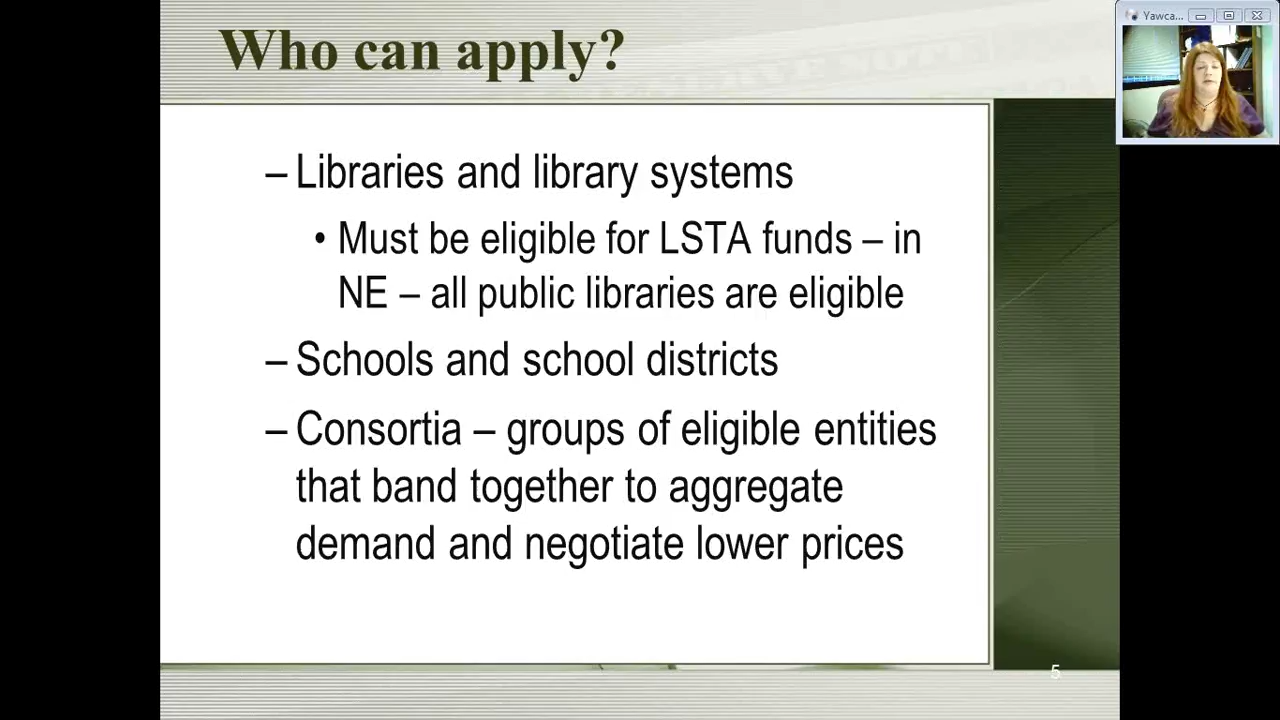 Who can apply?
Yawca...
– Libraries and library systems
• Must be eligible for LSTA funds – in
NE – all public libraries are eligible
– Schools and school districts
– Consortia – groups of eligible entities
that band together to aggregate
demand and negotiate lower prices
5